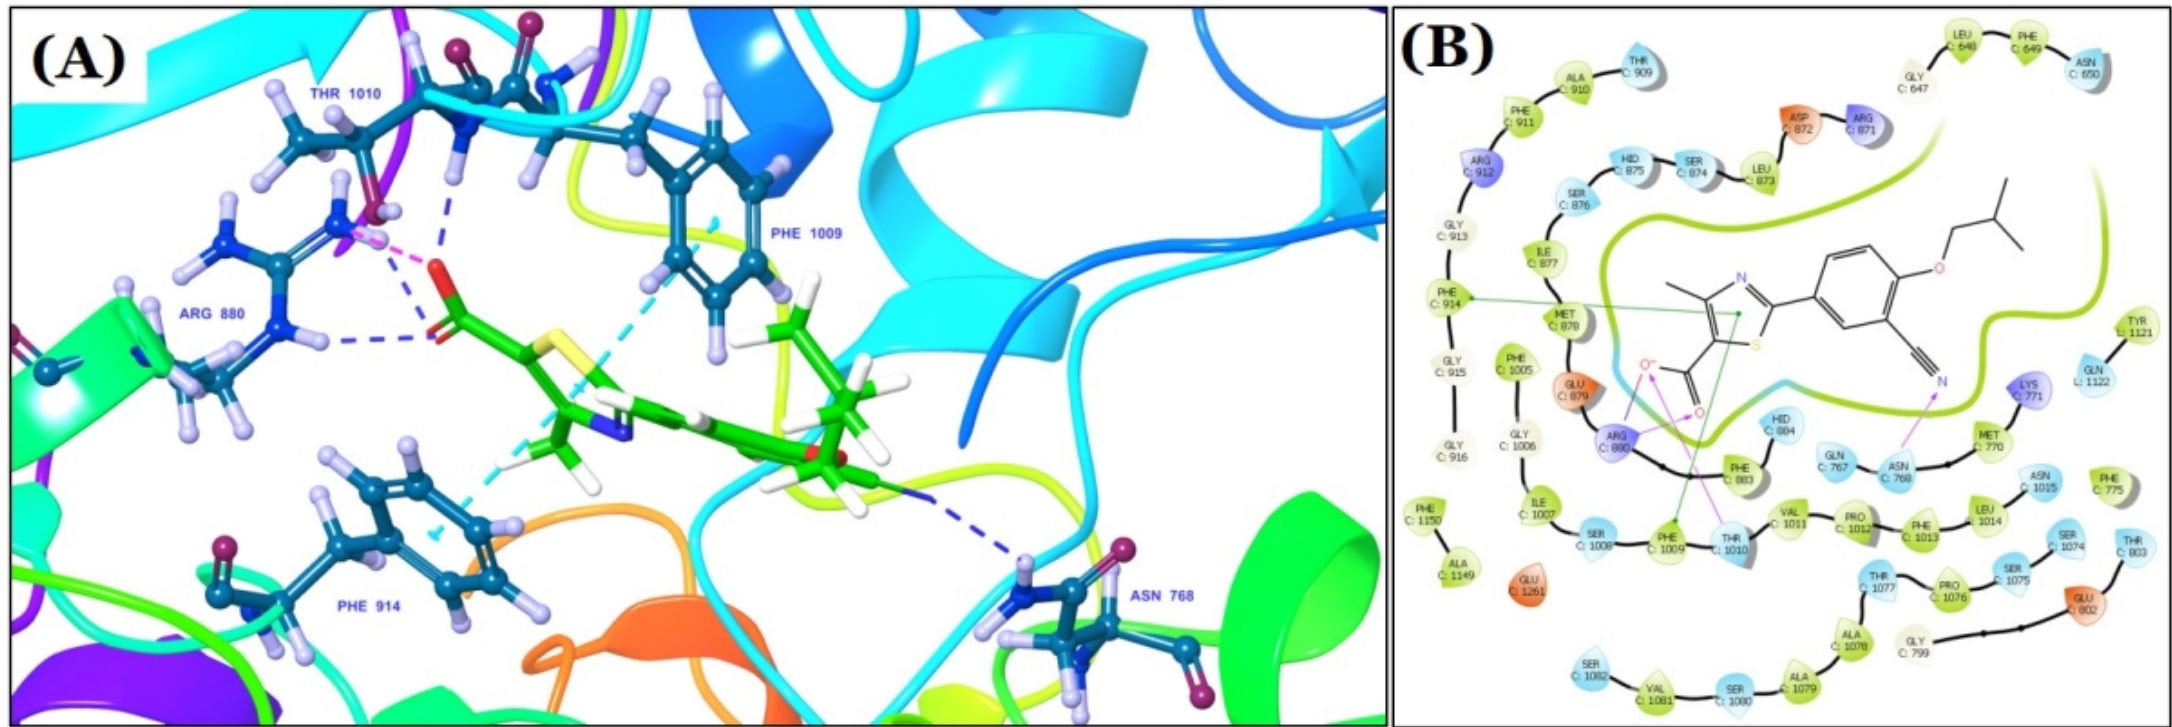 (A)
THR 1010
PHE 1009
ARG 880
PHE 914
ASN 768
(B)
LEU
C: 648
PHE
C: 649
GLY
C: 647
ASN
C: 650
THR
C: 909
ALA
C: 910
PHE
C: 911
ARG
C: 912
GLY
C: 913
PHE
C: 914
GLY
C: 915
GLY
C: 916
ASP
C: 872
ARG
C: 871
LEU
C: 873
SER
C: 874
HID
C: 875
SER
C: 876
ILE
C: 877
MET
C: 878
GLU
C: 879
ARG
C: 880
PHE
C: 883
HID
C: 884
N
S
O
N
O⁻
O
TYR
L: 1121
GLN
L: 1122
LYS
C: 771
MET
C: 770
ASN
C: 768
GLN
C: 767
PHE
C: 775
PHE
C: 1005
GLY
C: 1006
ILE
C: 1007
SER
C: 1008
PHE
C: 1009
THR
C: 1010
VAL
C: 1011
PRO
C: 1012
PHE
C: 1013
LEU
C: 1014
ASN
C: 1015
PHE
C: 1150
ALA
C: 1149
GLU
C: 1261
SER
C: 1074
SER
C: 1075
PRO
C: 1076
THR
C: 1077
ALA
C: 1078
ALA
C: 1079
SER
C: 1080
VAL
C: 1081
SER
C: 1082
THR
C: 803
GLU
C: 802
GLY
C: 799